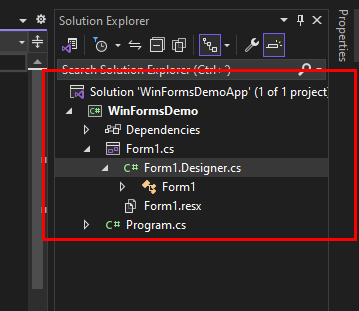 Solution Explorer
Search Solution Explorer (Ctrl+
Solution 'WinFormsDemoApp' (1 of 1 project)
C# WinFormsDemo
Dependencies
Form1.cs
C# Form1.Designer.cs
Form1
Form1.resx
C# Program.cs
Properties